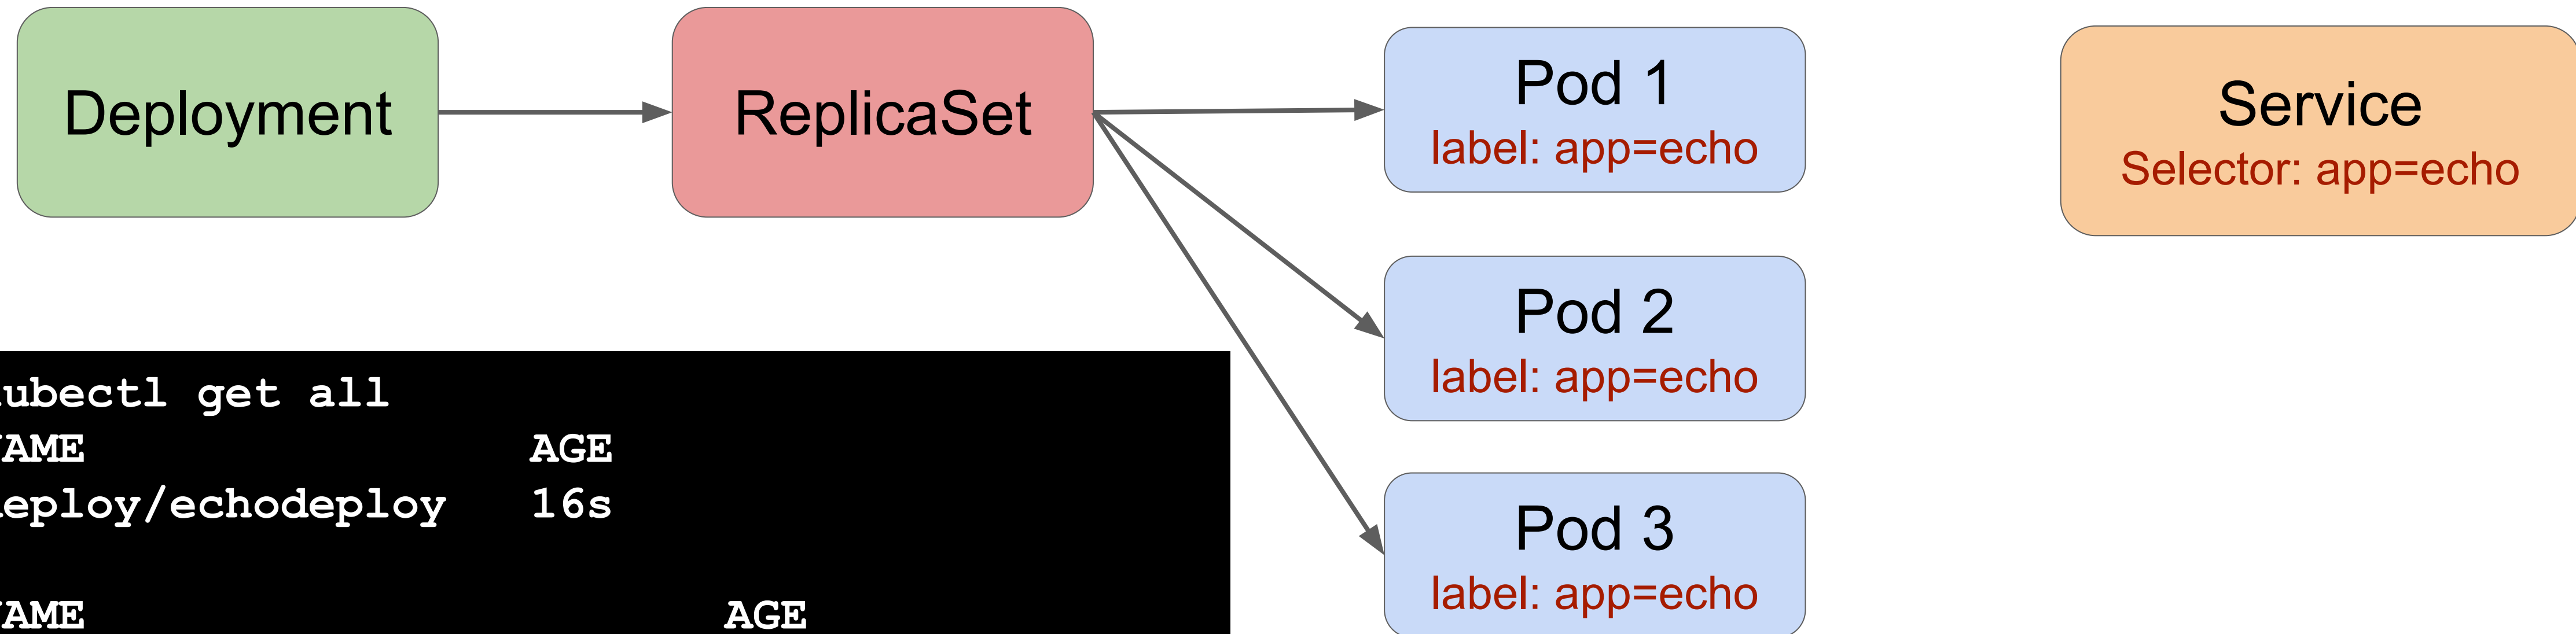 Deployment
ReplicaSet
Pod 1
label: app=echo
Service
Selector: app=echo
Pod 2
label: app=echo
Pod 3
label: app=echo
ubectl get all
AME AGE
eploy/echodeploy 16s
AME AGE